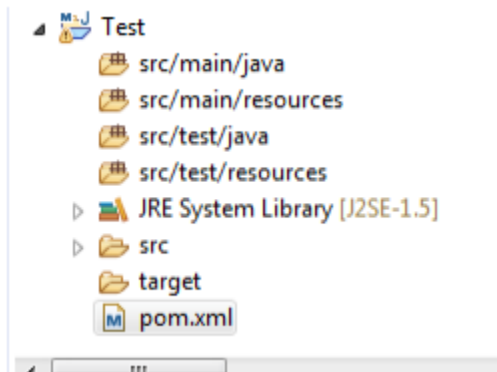 Test
src/main/java
src/main/resources
src/test/java
src/test/resources
JRE System Library [J2SE-1.5]
src
target
pom.xml